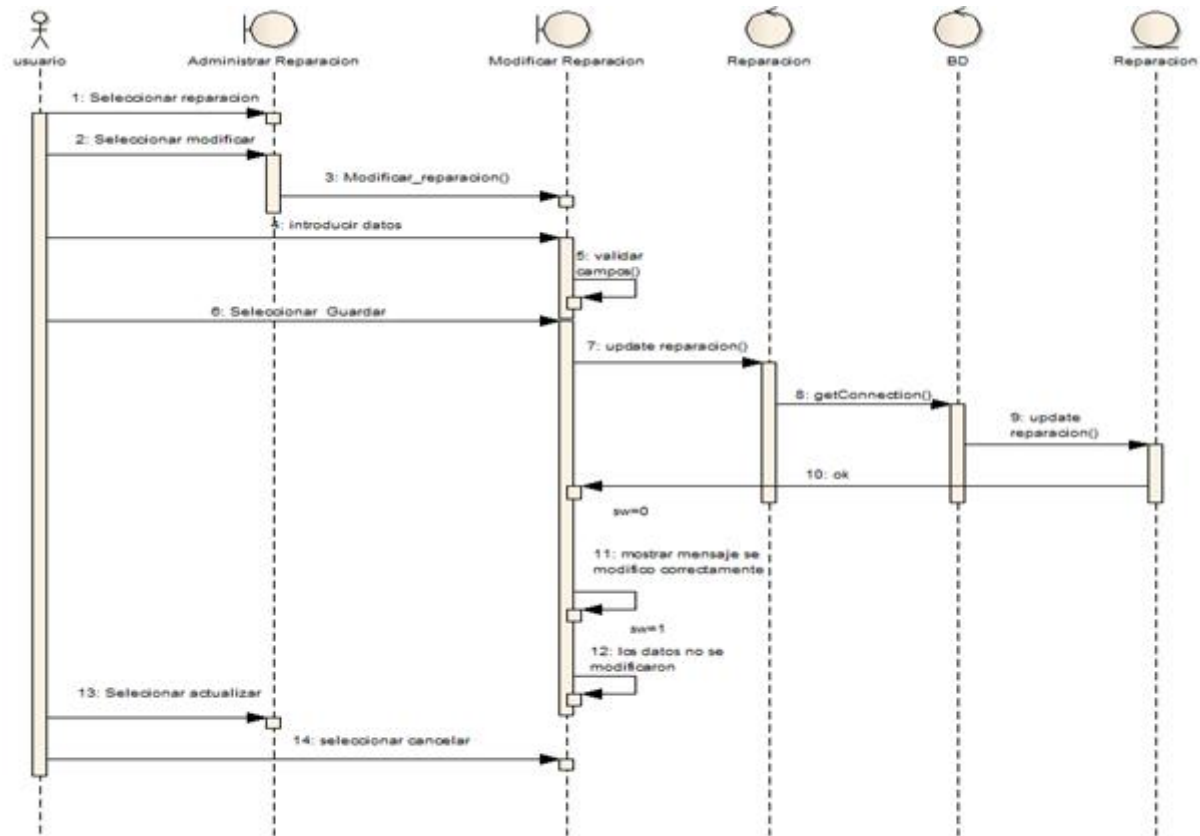 usuario
Administrar Reparacion
Modificar Reparacion
Reparacion
BD
Reparacion
1: Seleccionar reparacion
2: Seleccionar modificar
3: Modificar_reparacion()
4: introducir datos
5: validar
campos()
6: Seleccionar Guardar
7: update reparacion()
8: getConnection()
9: update
reparacion()
10: ok
sw=0
11: mostrar mensaje se
modifico correctamente
sw=1
12: los datos no se
modificaron
13: Selecionar actualizar
14: seleccionar cancelar